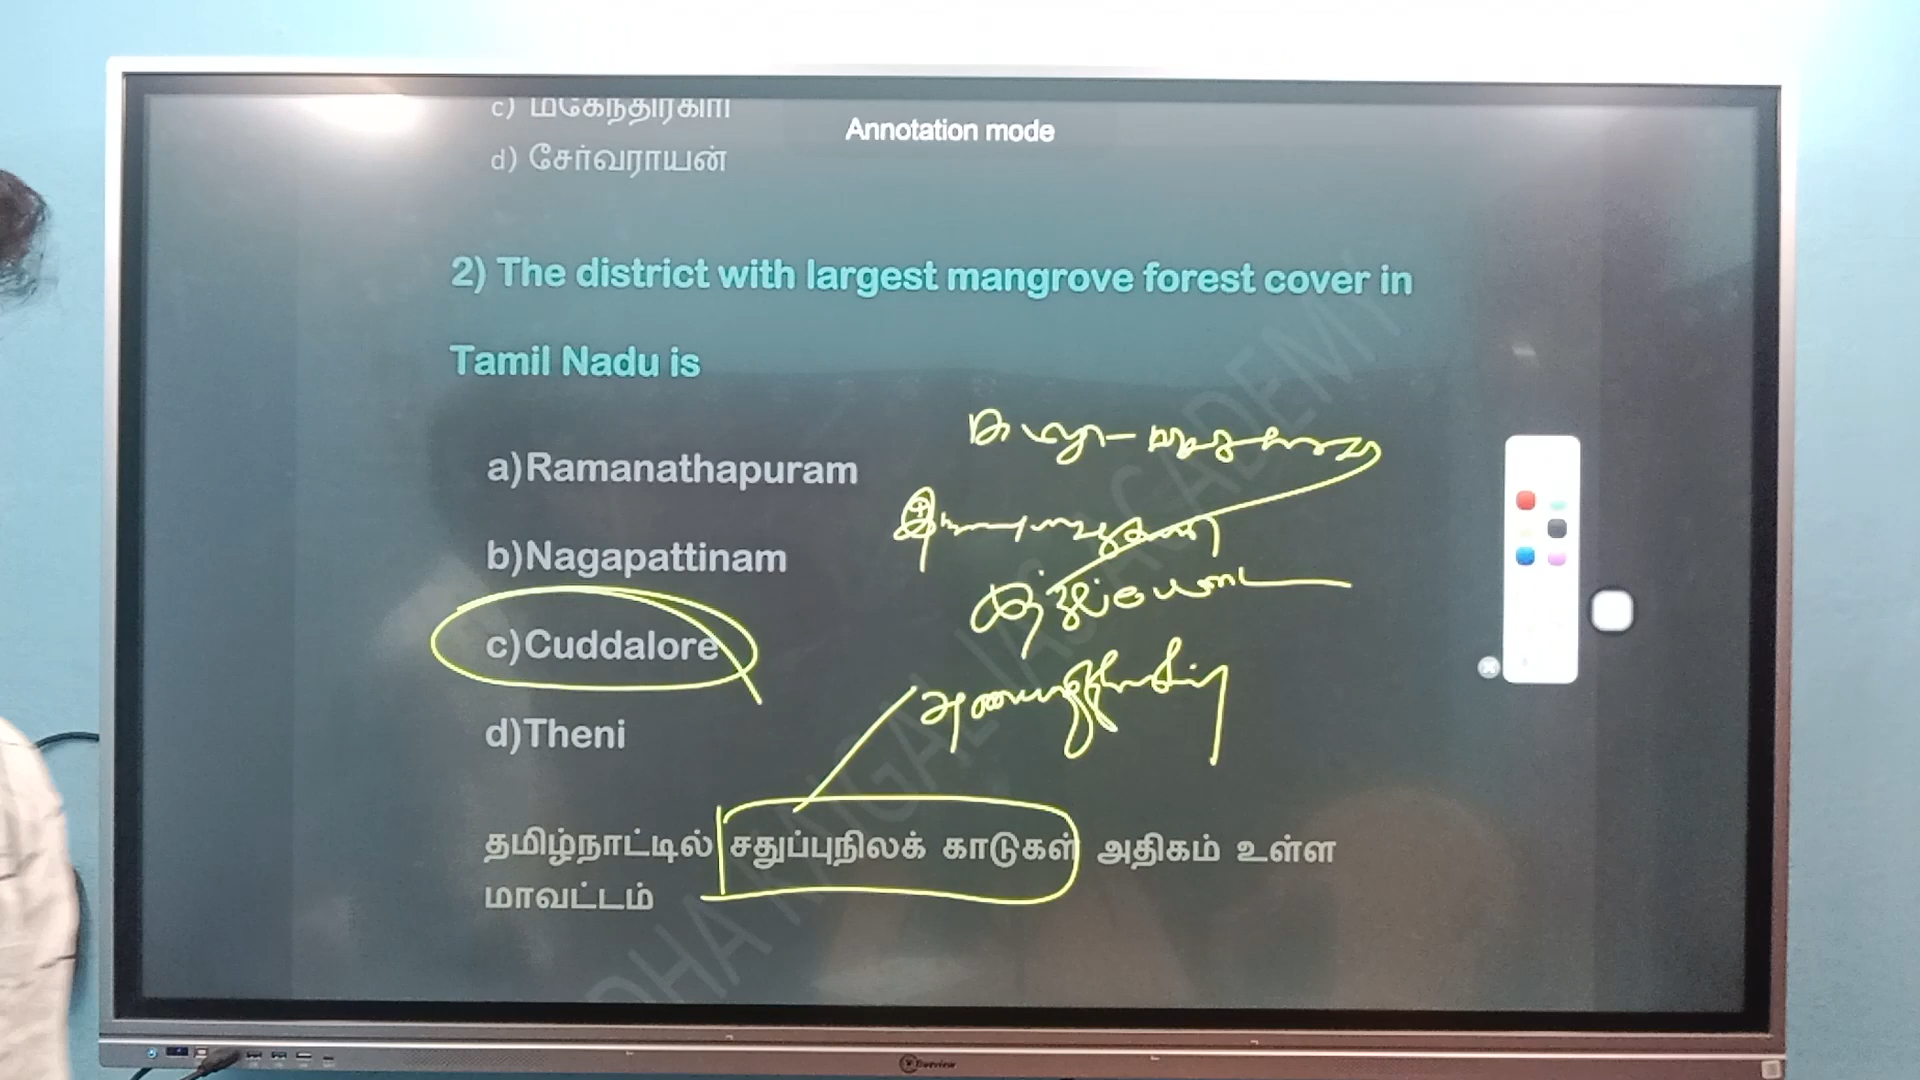 c) மகேந்திரகிரி
Annotation mode
d) சேர்வராயன்
2) The district with largest mangrove forest cover in
Tamil Nadu is
a)Ramanathapuram
b)Nagapattinam
c)Cuddalore
d)Theni
தமிழ்நாட்டில் சதுப்புநிலக் காடுகள் அதிகம் உள்ள
மாவட்டம்